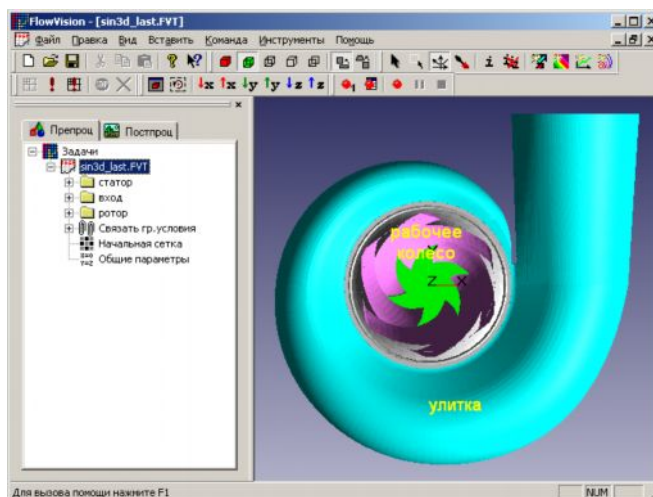 FlowVision - [sin3d_last.FVT]
Файл Правка Вид Вставить Команда Инструменты Помощь
↓x ↑x ↓y ↑y ↓z ↑z
Препроц Постпроц
Задачи
sin3d_last.FVT
статор
вход
ротор
Связать гр.условия
Начальная сетка
Общие параметры
рабочее
колесо
Z X
улитка
Для вызова помощи нажмите F1
NUM